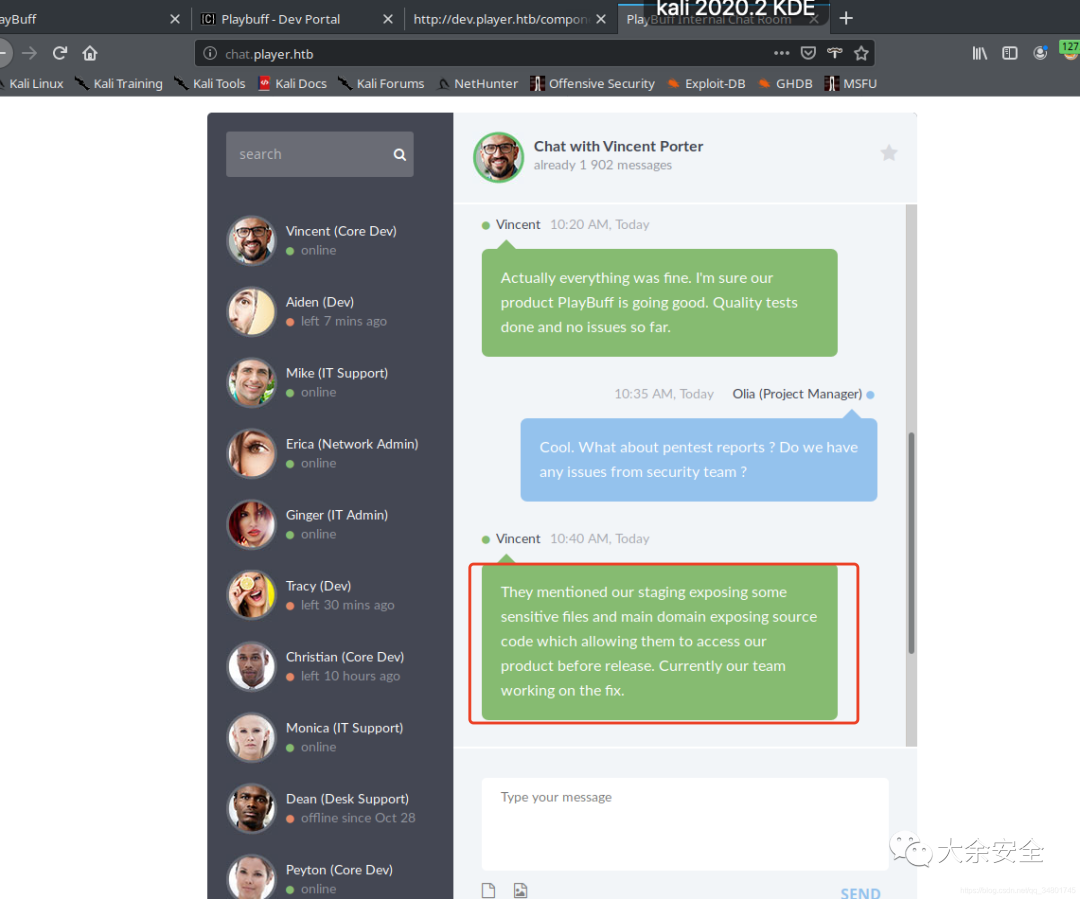 kali 2020.2 KDE
ayBuff
Playbuff - Dev Portal
http://dev.player.htb/compon
PlayBuff Internal Chat Room
chat.player.htb
127
Kali Linux
Kali Training
Kali Tools
Kali Docs
Kali Forums
NetHunter
Offensive Security
Exploit-DB
GHDB
MSFU
search
Vincent (Core Dev)
online
Aiden (Dev)
left 7 mins ago
Mike (IT Support)
online
Erica (Network Admin)
online
Ginger (IT Admin)
online
Tracy (Dev)
left 30 mins ago
Christian (Core Dev)
left 10 hours ago
Monica (IT Support)
online
Dean (Desk Support)
offline since Oct 28
Peyton (Core Dev)
online
Chat with Vincent Porter
already 1 902 messages
Vincent 10:20 AM, Today
Actually everything was fine. I'm sure our
product PlayBuff is going good. Quality tests
done and no issues so far.
10:35 AM, Today Olia (Project Manager)
Cool. What about pentest reports ? Do we have
any issues from security team ?
Vincent 10:40 AM, Today
They mentioned our staging exposing some
sensitive files and main domain exposing source
code which allowing them to access our
product before release. Currently our team
working on the fix.
Type your message
SEND
大余安全